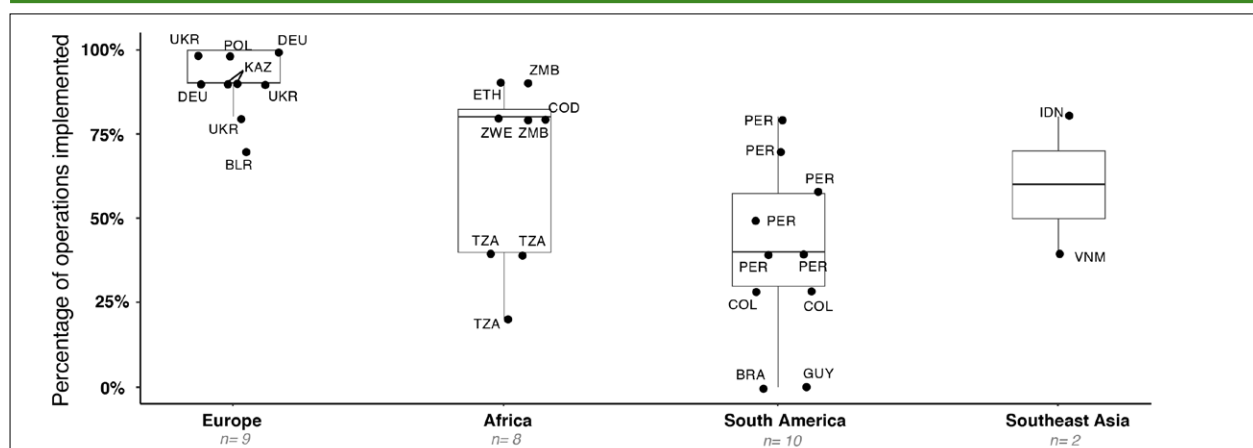 Percentage of operations implemented
100%
75%
50%
25%
0%
UKR
POL
DEU
KAZ
DEU
UKR
UKR
BLR
ZMB
ETH
COD
ZWE
ZMB
TZA
TZA
TZA
PER
PER
PER
PER
PER
PER
COL
COL
BRA
GUY
IDN
VNM
Europe
n= 9
Africa
n= 8
South America
n= 10
Southeast Asia
n= 2